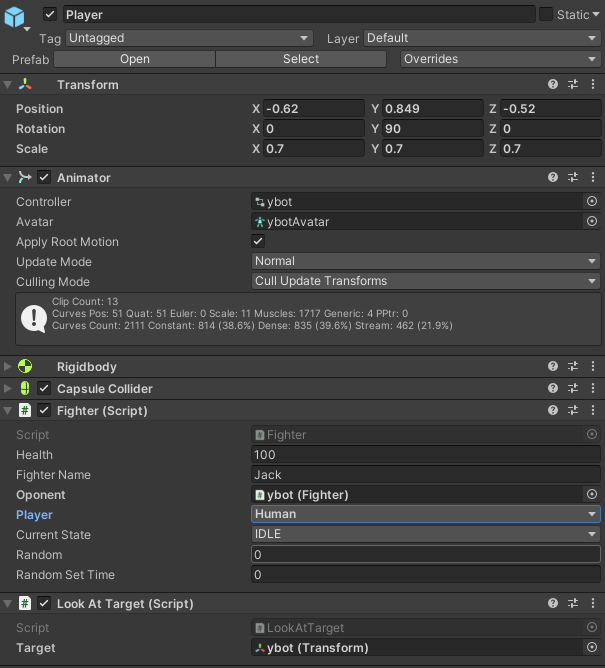 Player Static
Tag Untagged Layer Default
Prefab Open Select Overrides
Transform
Position X -0.62 Y 0.849 Z -0.52
Rotation X 0 Y 90 Z 0
Scale X 0.7 Y 0.7 Z 0.7
Animator
Controller ybot
Avatar ybotAvatar
Apply Root Motion
Update Mode Normal
Culling Mode Cull Update Transforms
Clip Count: 13
Curves Pos: 51 Quat: 51 Euler: 0 Scale: 11 Muscles: 1717 Generic: 4 PPtr: 0
Curves Count: 2111 Constant: 814 (38.6%) Dense: 835 (39.6%) Stream: 462 (21.9%)
Rigidbody
Capsule Collider
# Fighter (Script)
Script # Fighter
Health 100
Fighter Name Jack
Oponent # ybot (Fighter)
Player Human
Current State IDLE
Random 0
Random Set Time 0
# Look At Target (Script)
Script # LookAtTarget
Target ybot (Transform)